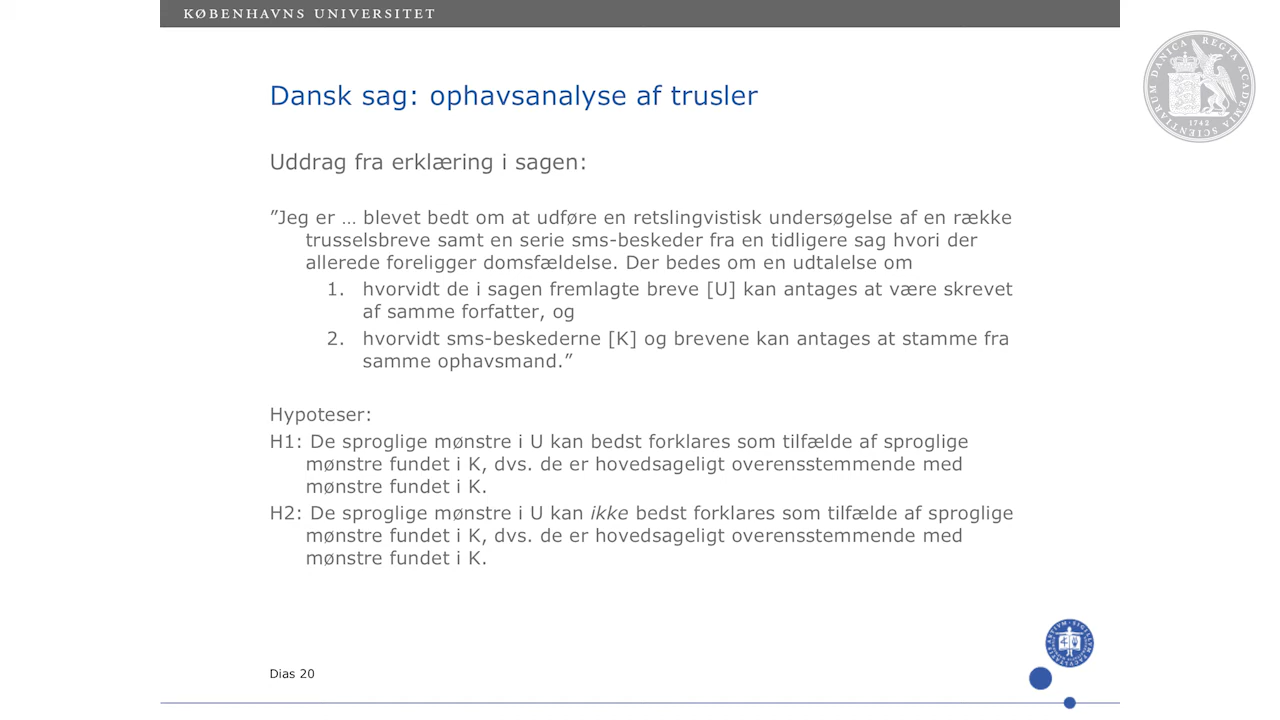 KØBENHAVNS UNIVERSITET
REGIA ACADEMIA SCIENTIARUM DANICA
1742
Dansk sag: ophavsanalyse af trusler
Uddrag fra erklæring i sagen:
”Jeg er … blevet bedt om at udføre en retslingvistisk undersøgelse af en række
trusselsbreve samt en serie sms-beskeder fra en tidligere sag hvori der
allerede foreligger domsfældelse. Der bedes om en udtalelse om
1. hvorvidt de i sagen fremlagte breve [U] kan antages at være skrevet
af samme forfatter, og
2. hvorvidt sms-beskederne [K] og brevene kan antages at stamme fra
samme ophavsmand.”
Hypoteser:
H1: De sproglige mønstre i U kan bedst forklares som tilfælde af sproglige
mønstre fundet i K, dvs. de er hovedsageligt overensstemmende med
mønstre fundet i K.
H2: De sproglige mønstre i U kan ikke bedst forklares som tilfælde af sproglige
mønstre fundet i K, dvs. de er hovedsageligt overensstemmende med
mønstre fundet i K.
Dias 20